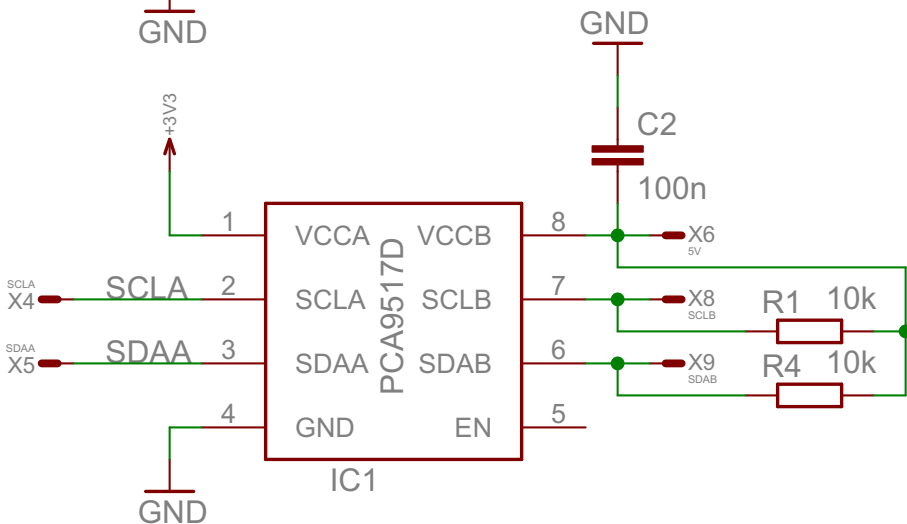 GND
GND
+3V3
C2
100n
1
VCCA
VCCB
8
X6
5V
SCLA
X4
SCLA
2
SCLA
PCA9517D
SCLB
7
X8
SCLB
R1
10k
SDAA
X5
SDAA
3
SDAA
SDAB
6
X9
SDAB
R4
10k
4
GND
EN
5
IC1
GND